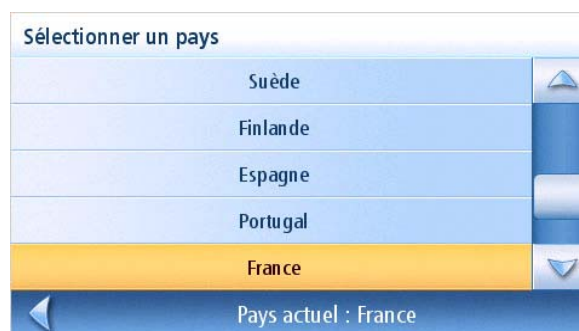 Sélectionner un pays
Suède
Finlande
Espagne
Portugal
France
Pays actuel : France